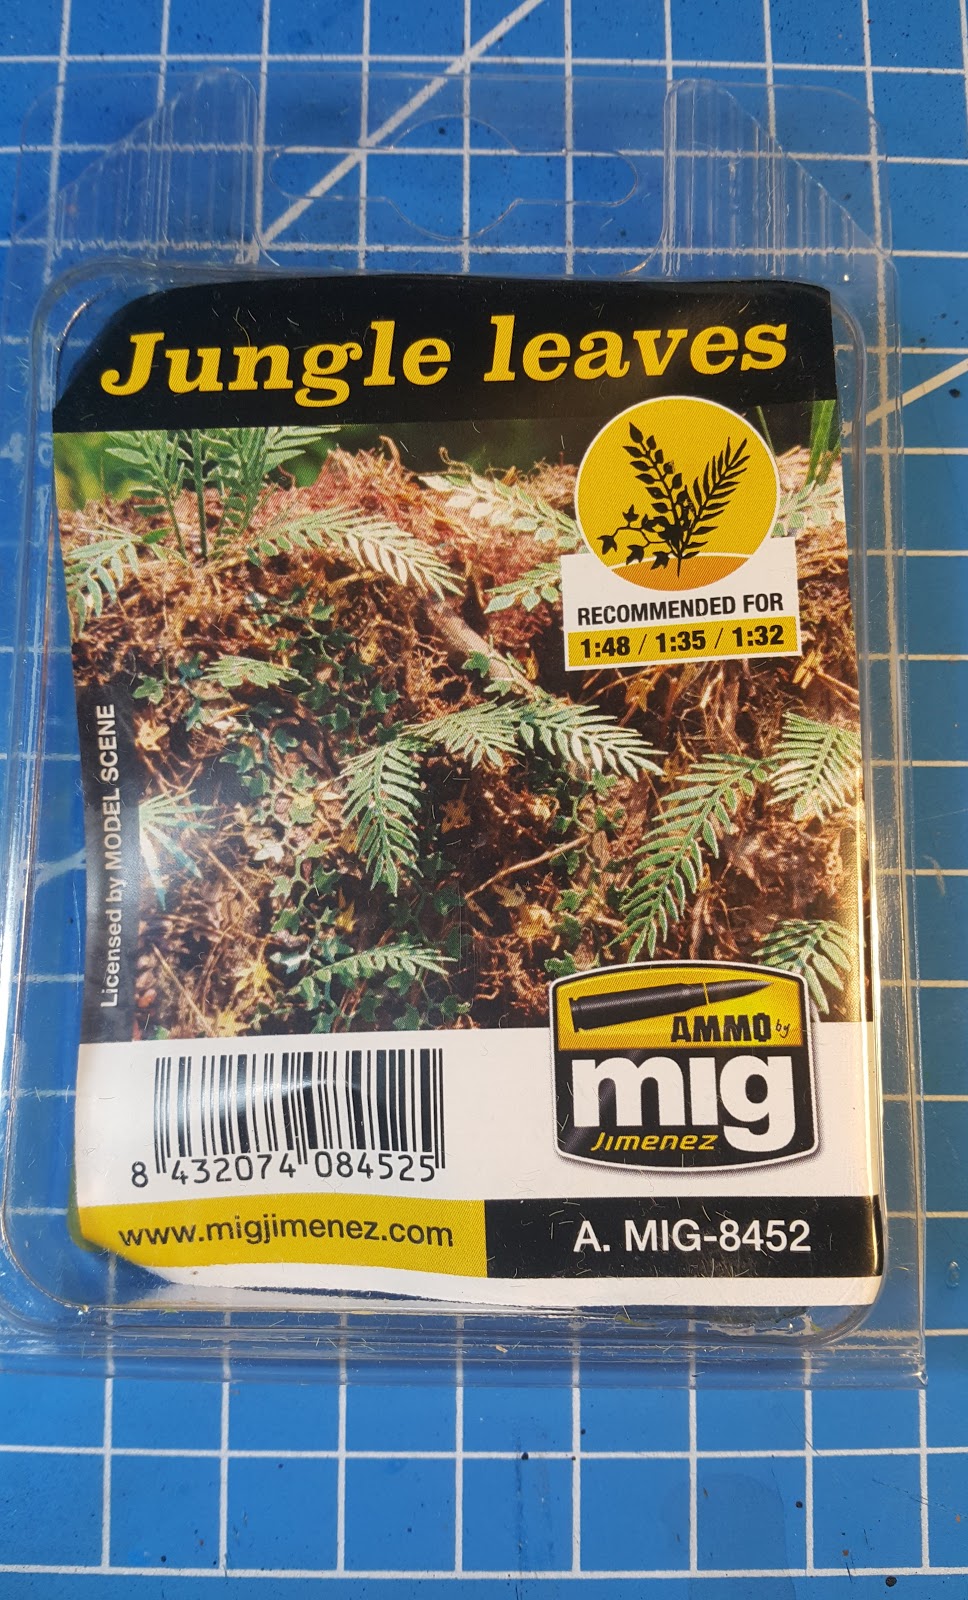 Jungle leaves
RECOMMENDED FOR
1:48 / 1:35 / 1:32
Licensed by MODEL SCENE
AMMO by
mig
Jimenez
8 432074 084525
www.migjimenez.com
A. MIG-8452